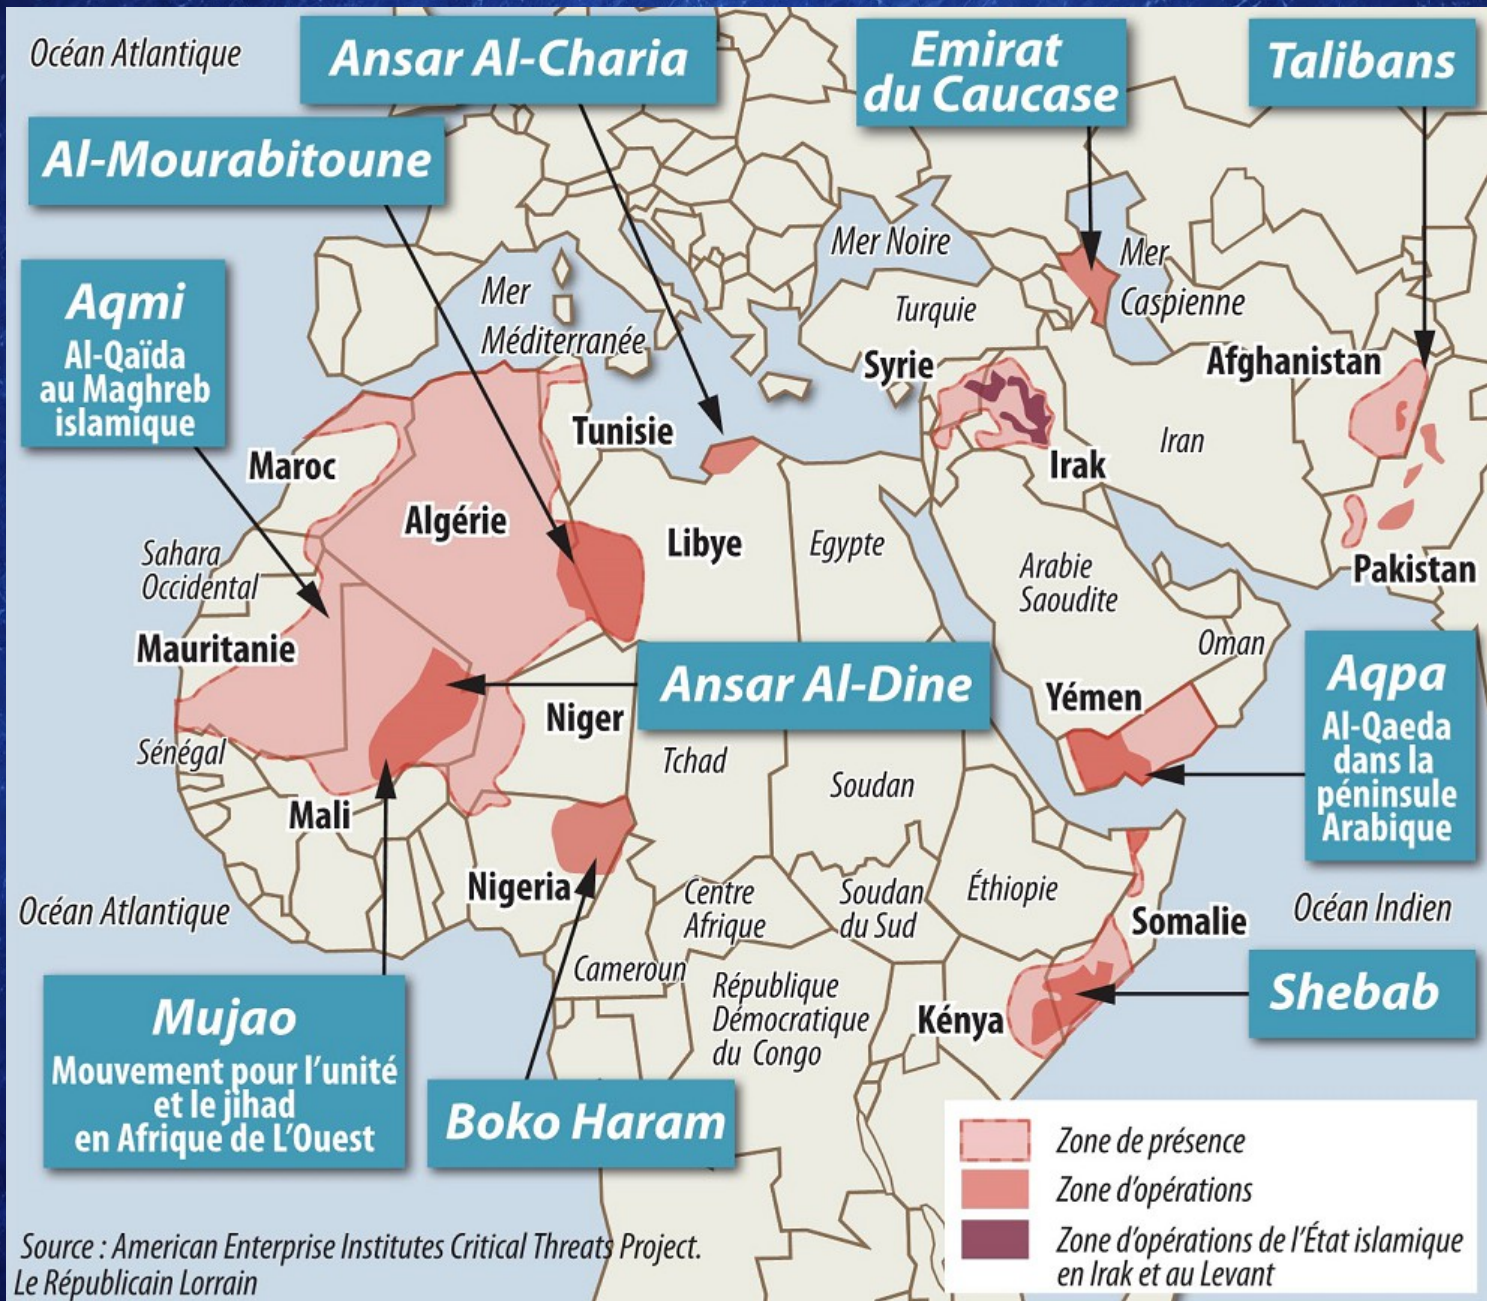 Océan Atlantique
Ansar Al-Charia
Emirat
du Caucase
Talibans
Al-Mourabitoune
Mer Noire
Mer
Caspienne
Aqmi
Al-Qaïda
au Maghreb
islamique
Mer
Méditerranée
Turquie
Syrie
Afghanistan
Tunisie
Iran
Irak
Maroc
Algérie
Libye
Egypte
Sahara
Occidental
Arabie
Saoudite
Pakistan
Mauritanie
Oman
Ansar Al-Dine
Yémen
Aqpa
Al-Qaeda
dans la
péninsule
Arabique
Niger
Sénégal
Tchad
Soudan
Mali
Nigeria
Centre
Afrique
Soudan
du Sud
Éthiopie
Somalie
Océan Indien
Océan Atlantique
Cameroun
République
Démocratique
du Congo
Kénya
Shebab
Mujao
Mouvement pour l'unité
et le jihad
en Afrique de L'Ouest
Boko Haram
Zone de présence
Zone d'opérations
Zone d'opérations de l'État islamique
en Irak et au Levant
Source : American Enterprise Institutes Critical Threats Project.
Le Républicain Lorrain